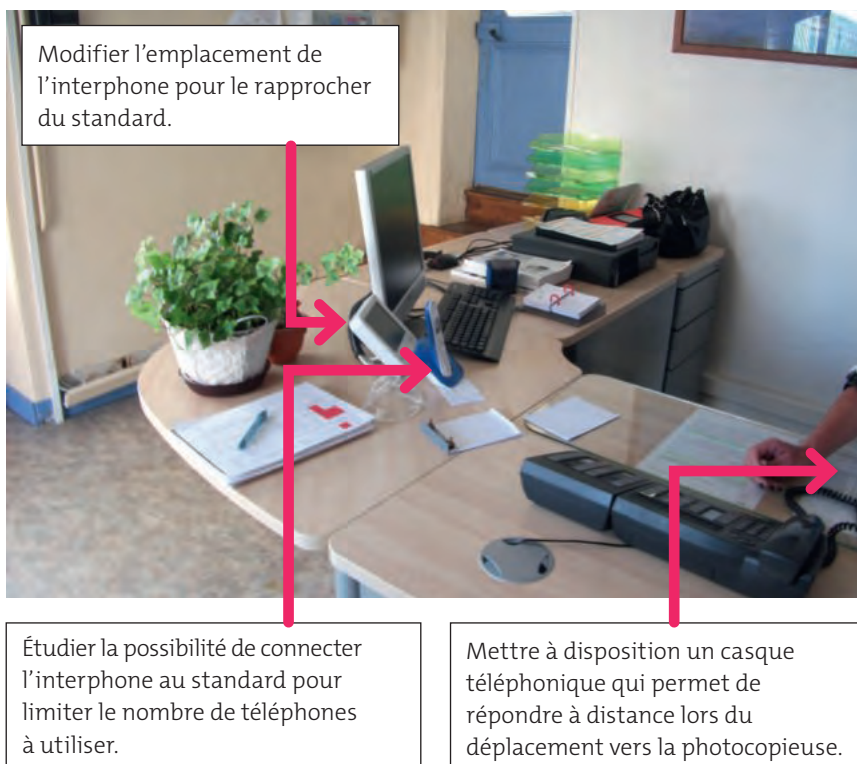 Modifier l’emplacement de
l’interphone pour le rapprocher
du standard.
Étudier la possibilité de connecter
l’interphone au standard pour
limiter le nombre de téléphones
à utiliser.
Mettre à disposition un casque
téléphonique qui permet de
répondre à distance lors du
déplacement vers la photocopieuse.